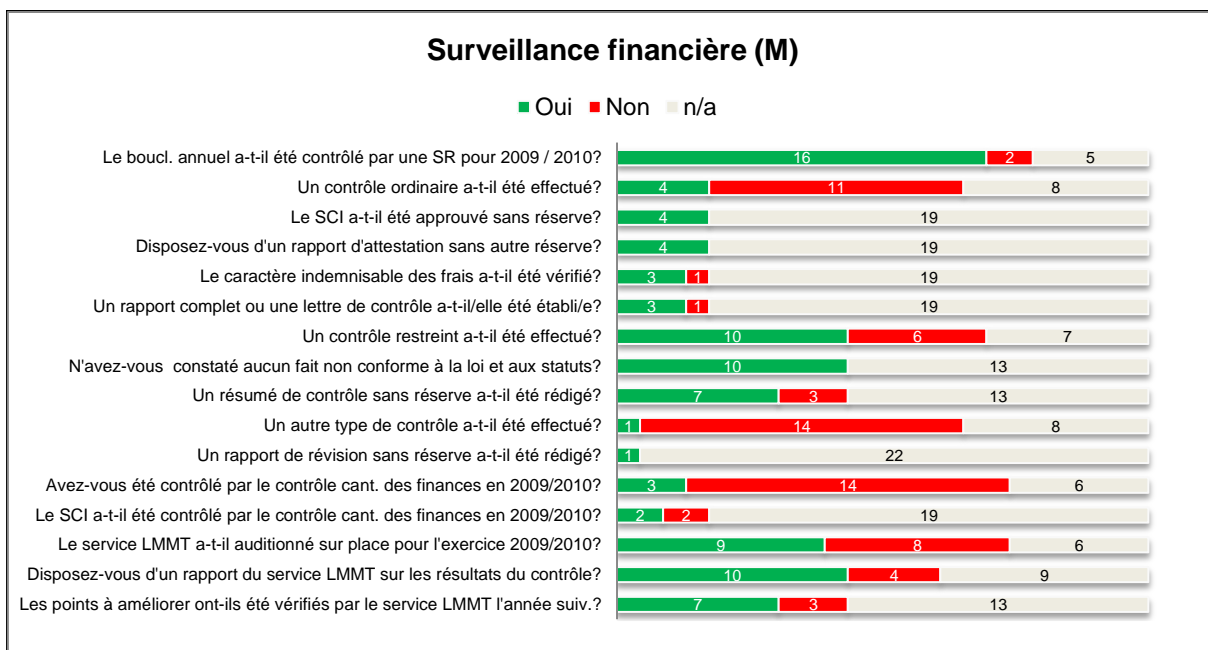 Surveillance financière (M)
Oui Non n/a
Le boucl. annuel a-t-il été contrôlé par une SR pour 2009 / 2010? 16 2 5
Un contrôle ordinaire a-t-il été effectué? 4 11 8
Le SCI a-t-il été approuvé sans réserve? 4 19
Disposez-vous d'un rapport d'attestation sans autre réserve? 4 19
Le caractère indemnisable des frais a-t-il été vérifié? 3 1 19
Un rapport complet ou une lettre de contrôle a-t-il/elle été établi/e? 3 1 19
Un contrôle restreint a-t-il été effectué? 10 6 7
N'avez-vous constaté aucun fait non conforme à la loi et aux statuts? 10 13
Un résumé de contrôle sans réserve a-t-il été rédigé? 7 3 13
Un autre type de contrôle a-t-il été effectué? 1 14 8
Un rapport de révision sans réserve a-t-il été rédigé? 1 22
Avez-vous été contrôlé par le contrôle cant. des finances en 2009/2010? 3 14 6
Le SCI a-t-il été contrôlé par le contrôle cant. des finances en 2009/2010? 2 2 19
Le service LMMT a-t-il auditionné sur place pour l'exercice 2009/2010? 9 8 6
Disposez-vous d'un rapport du service LMMT sur les résultats du contrôle? 10 4 9
Les points à améliorer ont-ils été vérifiés par le service LMMT l'année suiv.? 7 3 13